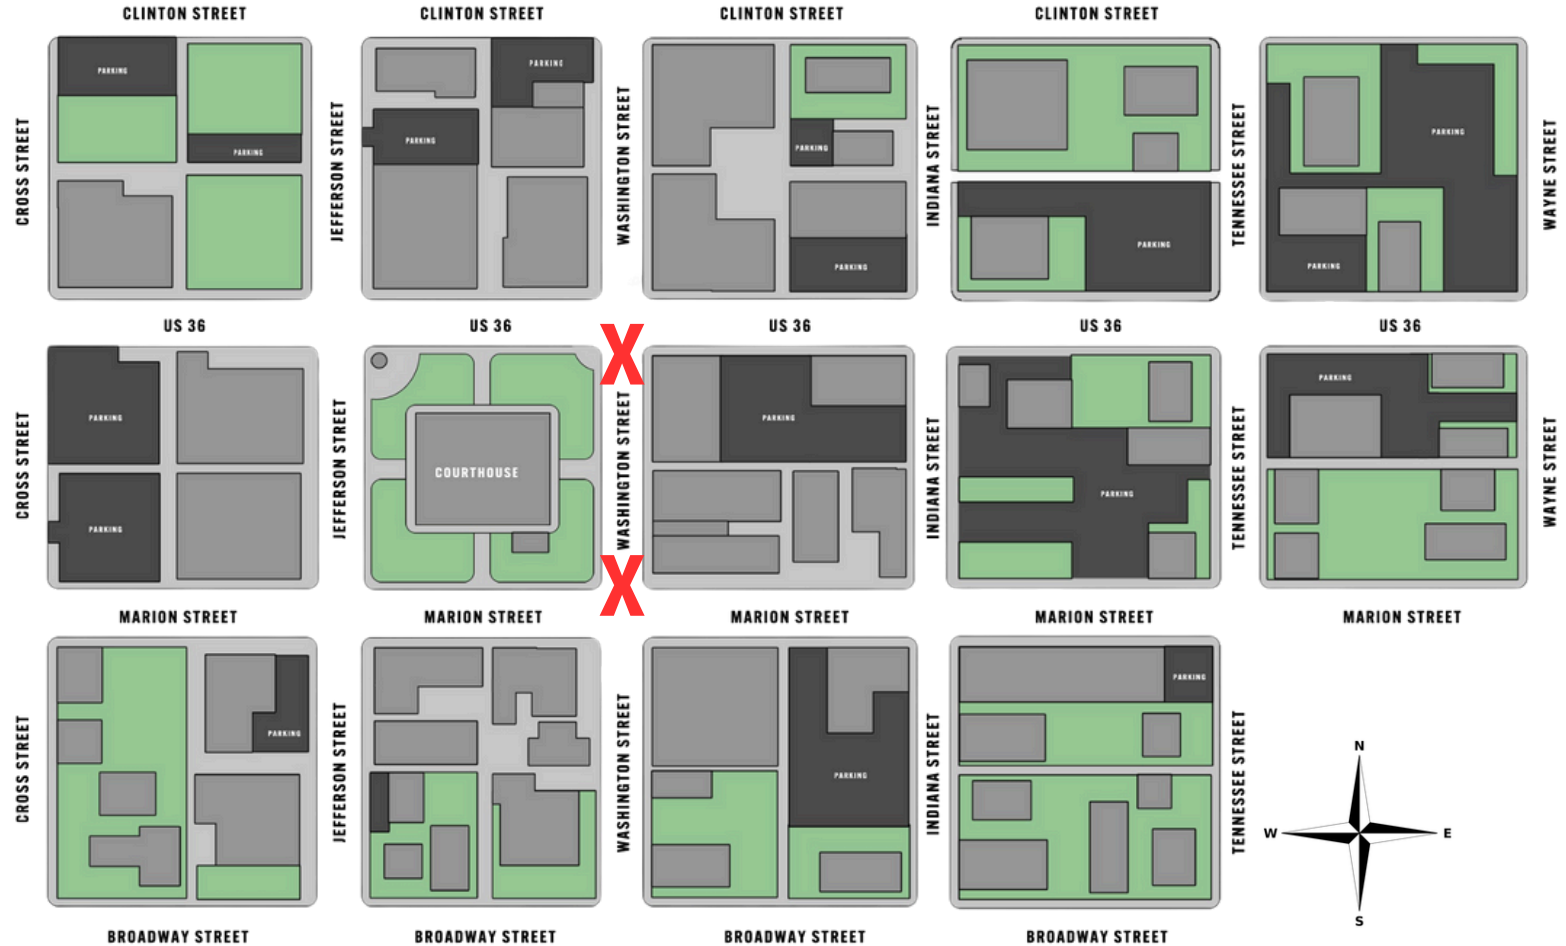 CLINTON STREET
CLINTON STREET
CLINTON STREET
CLINTON STREET
PARKING
PARKING
PARKING
PARKING
PARKING
PARKING
PARKING
PARKING
PARKING
PARKING
CROSS STREET
JEFFERSON STREET
WASHINGTON STREET
INDIANA STREET
TENNESSEE STREET
WAYNE STREET
US 36
US 36
US 36
US 36
US 36
X
PARKING
PARKING
COURTHOUSE
PARKING
PARKING
PARKING
CROSS STREET
JEFFERSON STREET
WASHINGTON STREET
INDIANA STREET
TENNESSEE STREET
WAYNE STREET
X
MARION STREET
MARION STREET
MARION STREET
MARION STREET
MARION STREET
PARKING
PARKING
PARKING
CROSS STREET
JEFFERSON STREET
WASHINGTON STREET
INDIANA STREET
TENNESSEE STREET
N
W
E
S
BROADWAY STREET
BROADWAY STREET
BROADWAY STREET
BROADWAY STREET